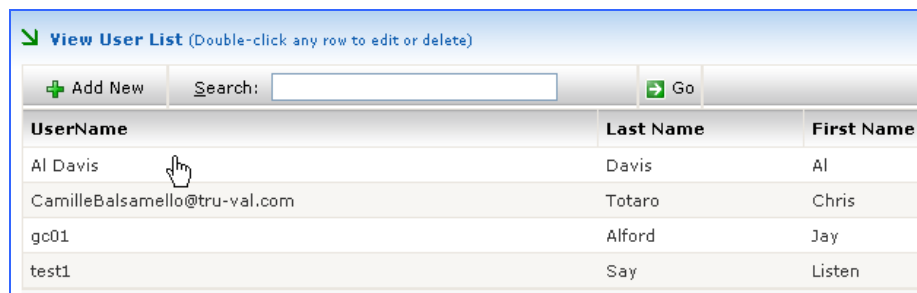 View User List (Double-click any row to edit or delete)
Add New Search: Go
UserName Last Name First Name
Al Davis Davis Al
CamilleBalsamello@tru-val.com Totaro Chris
gc01 Alford Jay
test1 Say Listen